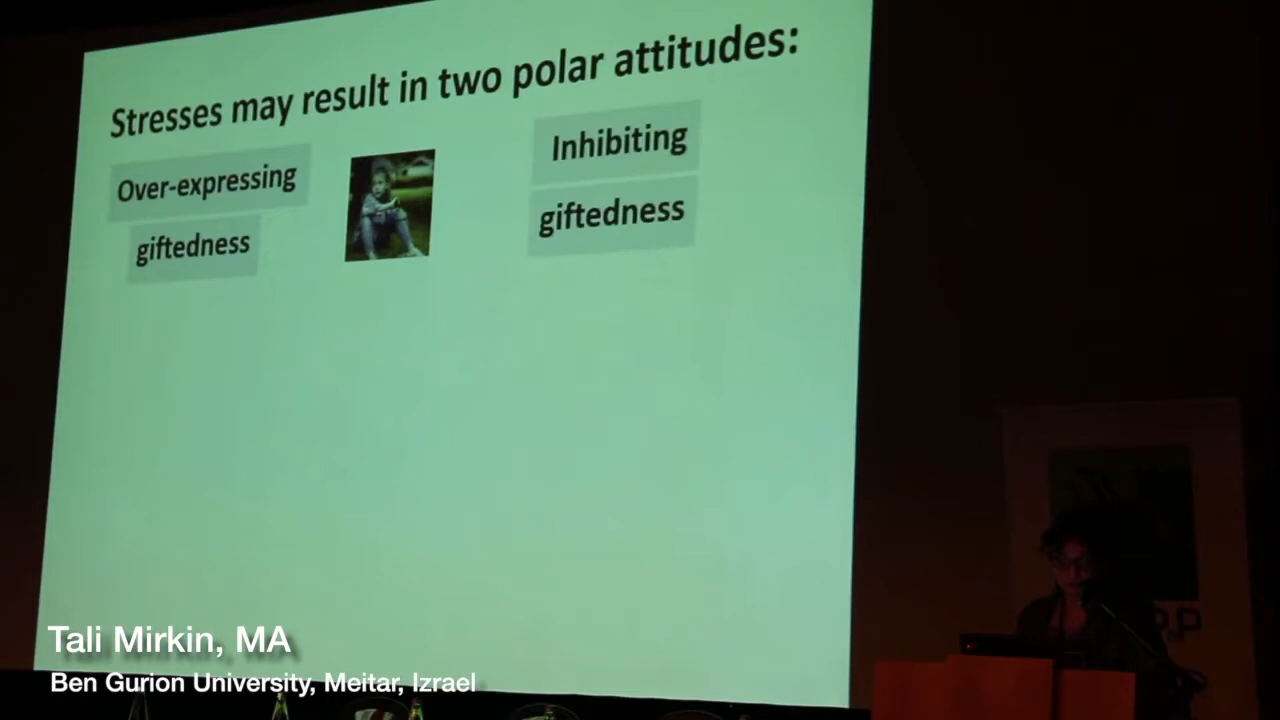 Stresses may result in two polar attitudes:
Over-expressing
giftedness
Inhibiting
giftedness
Tali Mirkin, MA
Ben Gurion University, Meitar, Izrael